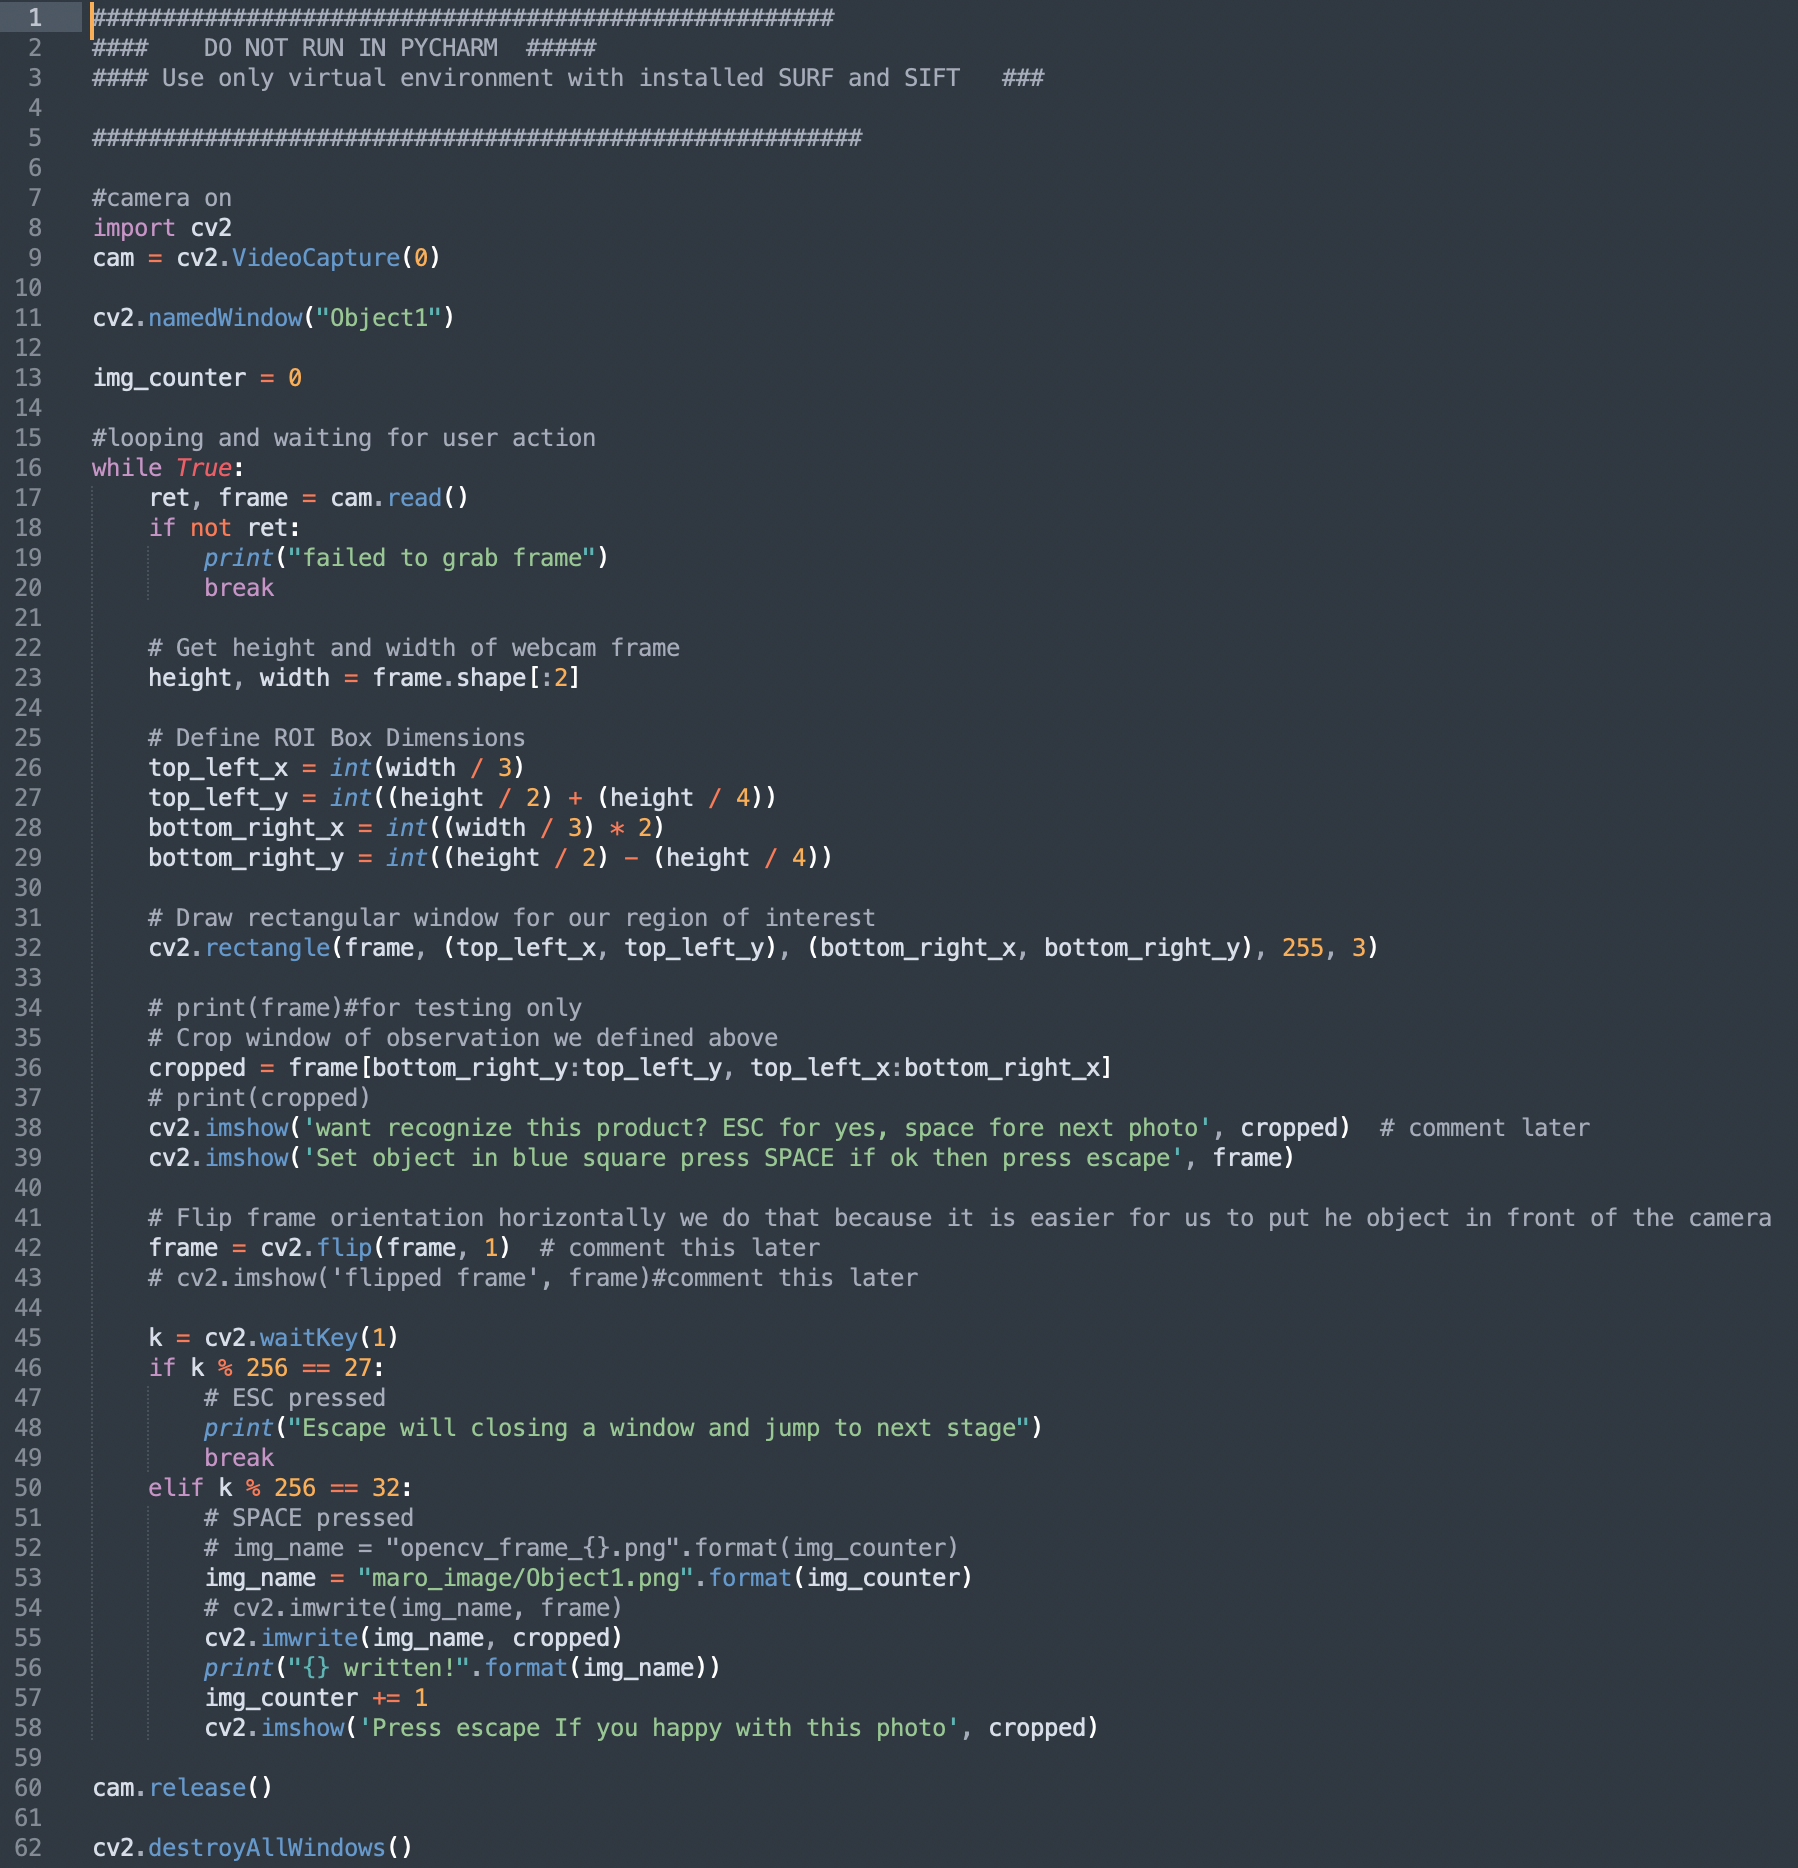 1 #####################################################
2 ####    DO NOT RUN IN PYCHARM  #####
3 #### Use only virtual environment with installed SURF and SIFT   ###
4
5 #######################################################
6
7 #camera on
8 import cv2
9 cam = cv2.VideoCapture(0)
10
11 cv2.namedWindow("Object1")
12
13 img_counter = 0
14
15 #looping and waiting for user action
16 while True:
17     ret, frame = cam.read()
18     if not ret:
19         print("failed to grab frame")
20         break
21
22     # Get height and width of webcam frame
23     height, width = frame.shape[:2]
24
25     # Define ROI Box Dimensions
26     top_left_x = int(width / 3)
27     top_left_y = int((height / 2) + (height / 4))
28     bottom_right_x = int((width / 3) * 2)
29     bottom_right_y = int((height / 2) - (height / 4))
30
31     # Draw rectangular window for our region of interest
32     cv2.rectangle(frame, (top_left_x, top_left_y), (bottom_right_x, bottom_right_y), 255, 3)
33
34     # print(frame)#for testing only
35     # Crop window of observation we defined above
36     cropped = frame[bottom_right_y:top_left_y, top_left_x:bottom_right_x]
37     # print(cropped)
38     cv2.imshow('want recognize this product? ESC for yes, space fore next photo', cropped)  # comment later
39     cv2.imshow('Set object in blue square press SPACE if ok then press escape', frame)
40
41     # Flip frame orientation horizontally we do that because it is easier for us to put he object in front of the camera
42     frame = cv2.flip(frame, 1)  # comment this later
43     # cv2.imshow('flipped frame', frame)#comment this later
44
45     k = cv2.waitKey(1)
46     if k % 256 == 27:
47         # ESC pressed
48         print("Escape will closing a window and jump to next stage")
49         break
50     elif k % 256 == 32:
51         # SPACE pressed
52         # img_name = "opencv_frame_{}.png".format(img_counter)
53         img_name = "maro_image/Object1.png".format(img_counter)
54         # cv2.imwrite(img_name, frame)
55         cv2.imwrite(img_name, cropped)
56         print("{} written!".format(img_name))
57         img_counter += 1
58         cv2.imshow('Press escape If you happy with this photo', cropped)
59
60 cam.release()
61
62 cv2.destroyAllWindows()